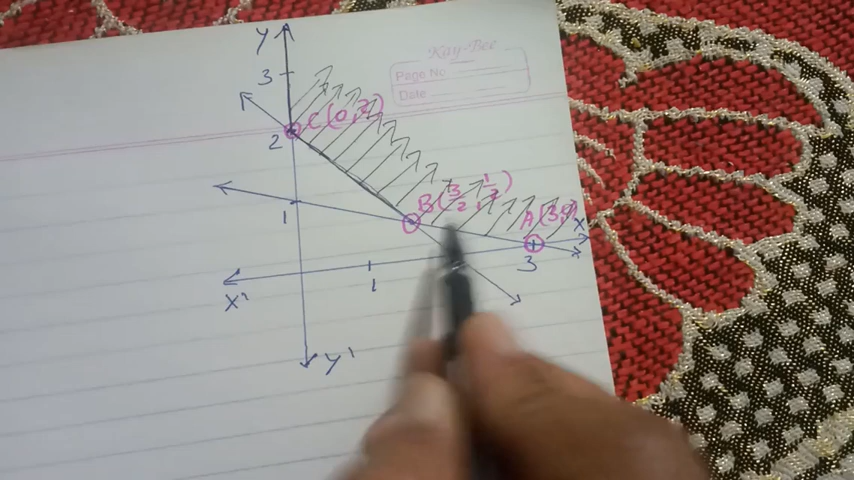 Kay-Bee
Page No.
Date
Y
3
C(0,2)
2
B(3/2, 1/2)
1
A(3,0)
X
X'
1
3
Y'